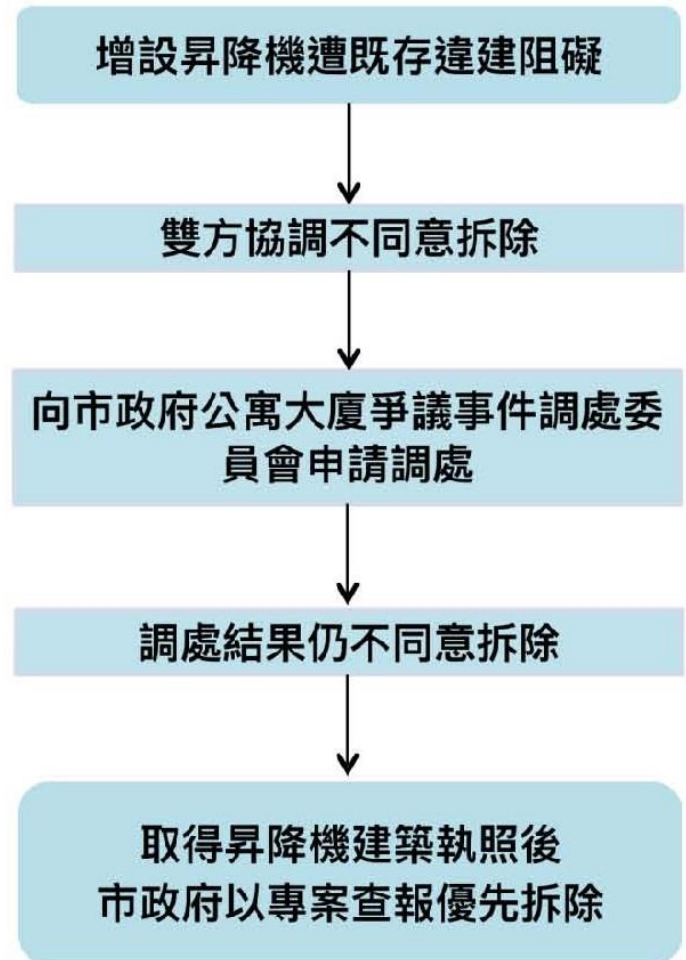 增設昇降機遭既存違建阻礙
雙方協調不同意拆除
向市政府公寓大廈爭議事件調處委
員會申請調處
調處結果仍不同意拆除
取得昇降機建築執照後
市政府以專案查報優先拆除